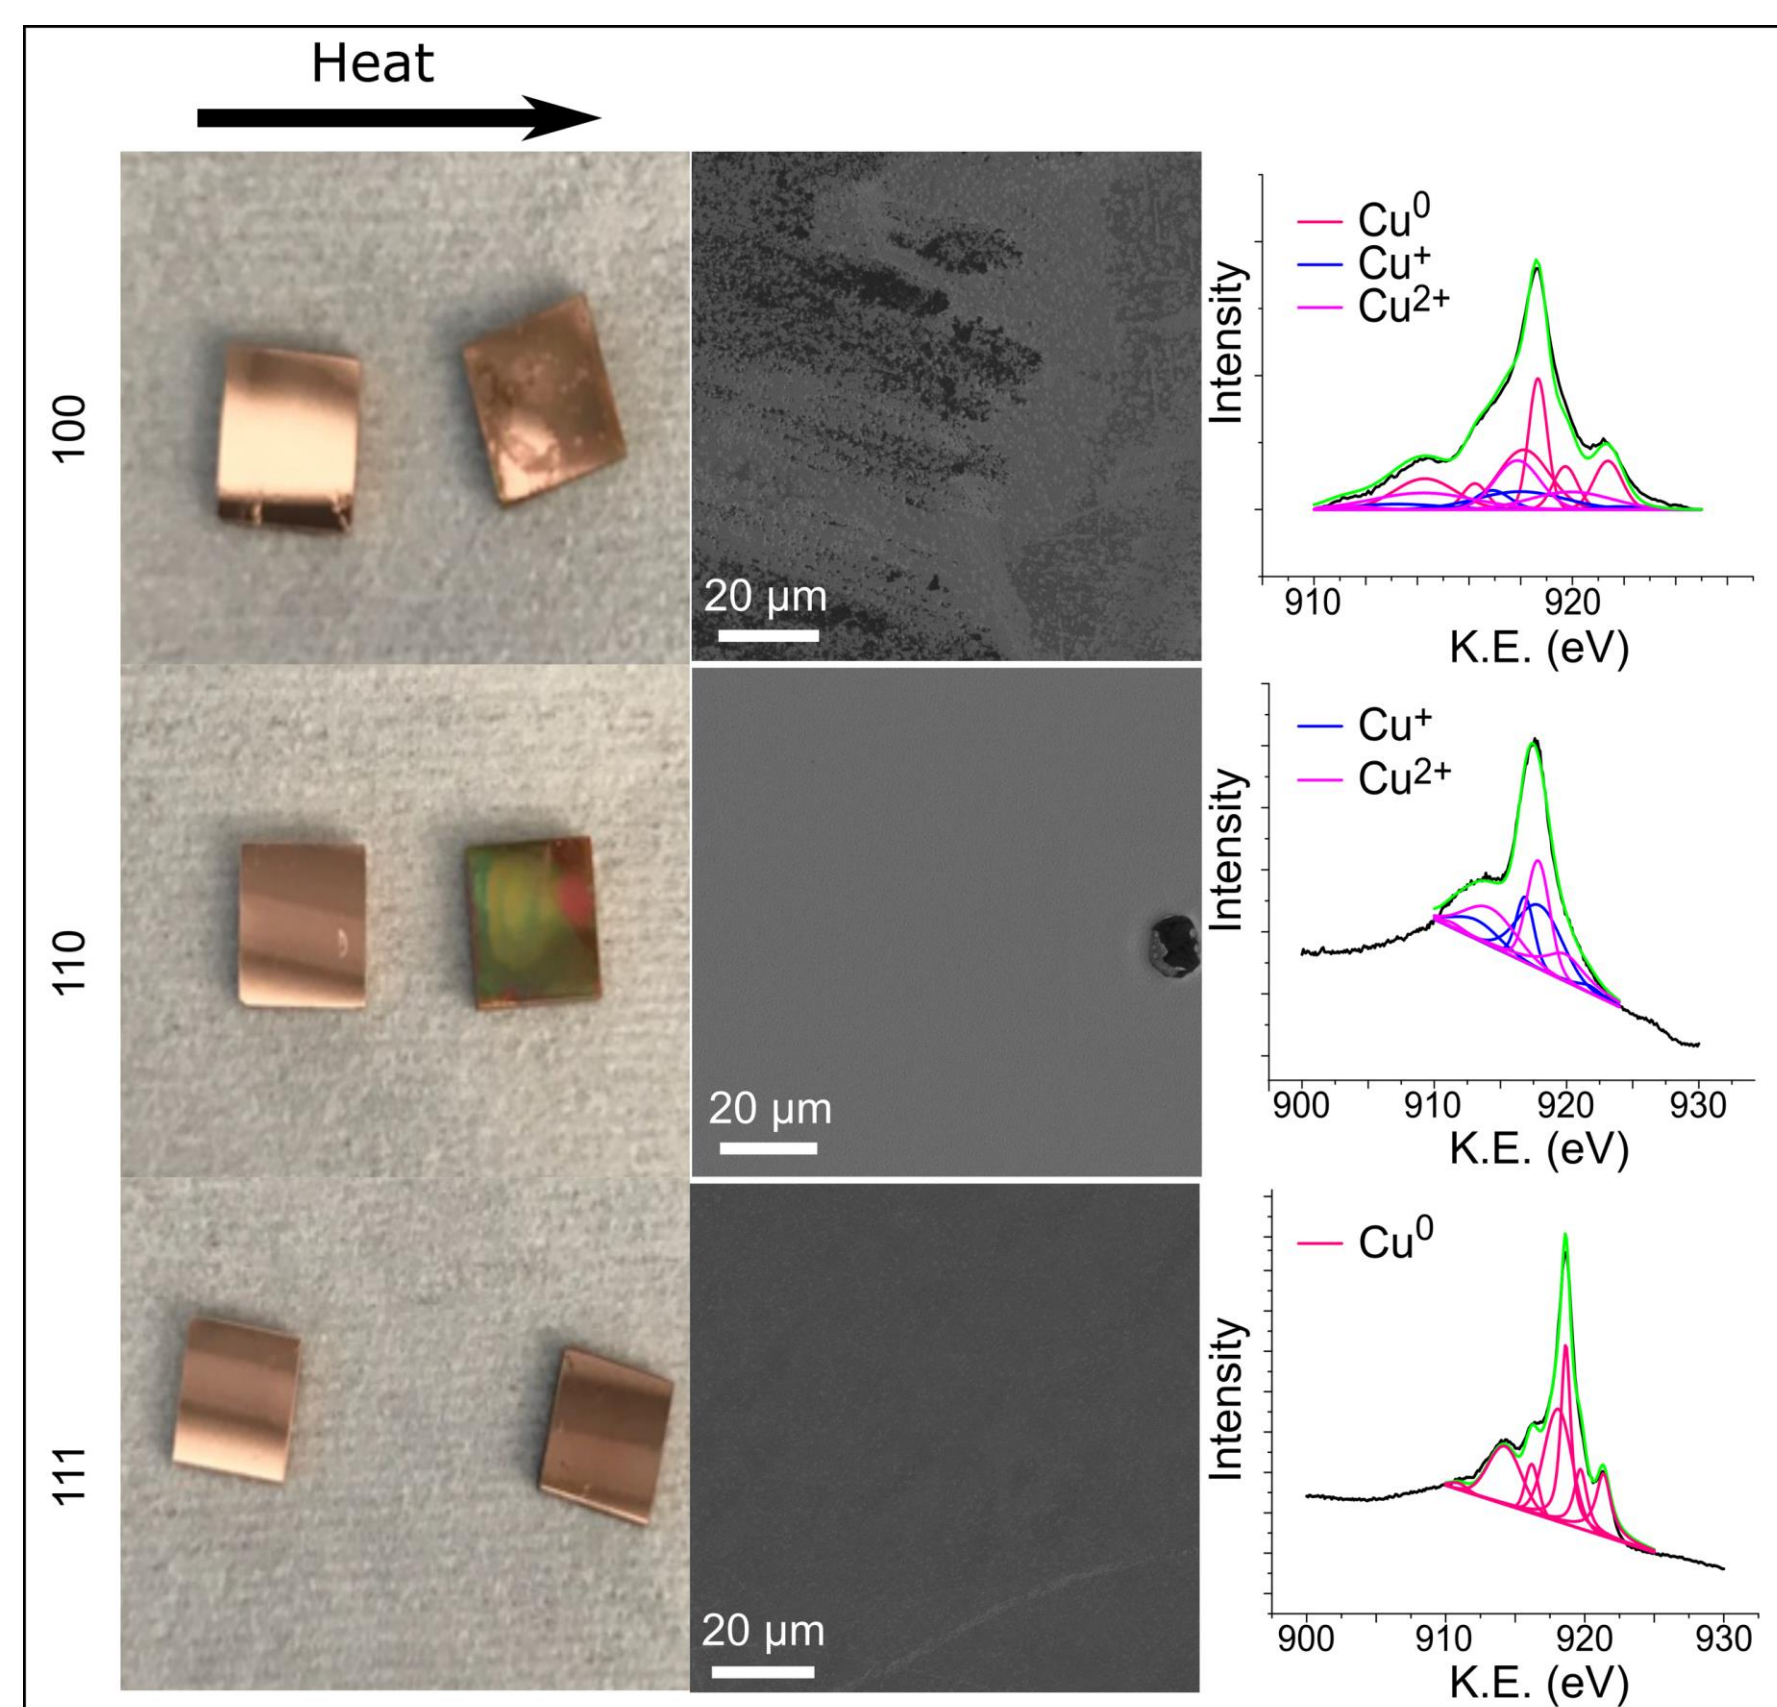 Heat
100
20 µm
Intensity
Cu⁰
Cu⁺
Cu²⁺
910 920
K.E. (eV)
110
20 µm
Intensity
Cu⁺
Cu²⁺
900 910 920 930
K.E. (eV)
111
20 µm
Intensity
Cu⁰
900 910 920 930
K.E. (eV)